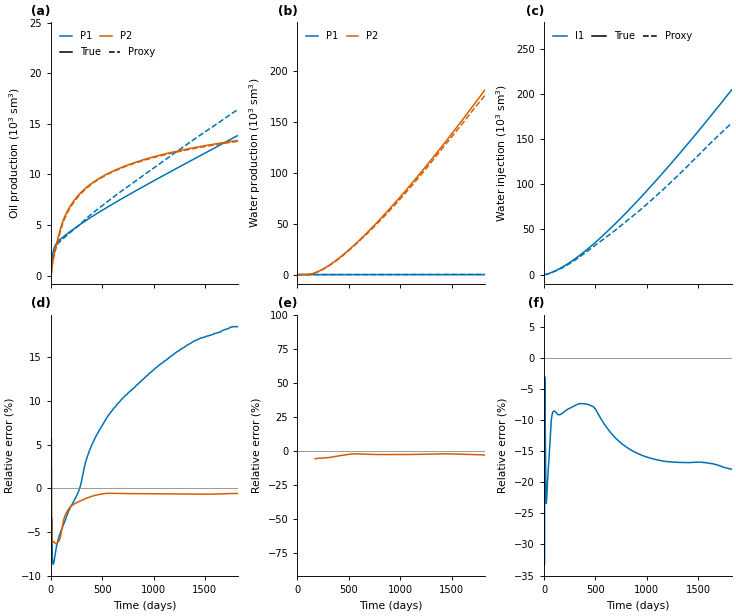 (a)
Oil production (10³ sm³)
25
20
15
10
5
0
P1 P2
True Proxy
(b)
Water production (10³ sm³)
200
150
100
50
0
P1 P2
(c)
Water injection (10³ sm³)
250
200
150
100
50
0
I1 True Proxy
(d)
Relative error (%)
15
10
5
0
−5
−10
0 500 1000 1500
Time (days)
(e)
Relative error (%)
100
75
50
25
0
−25
−50
−75
0 500 1000 1500
Time (days)
(f)
Relative error (%)
5
0
−5
−10
−15
−20
−25
−30
−35
0 500 1000 1500
Time (days)